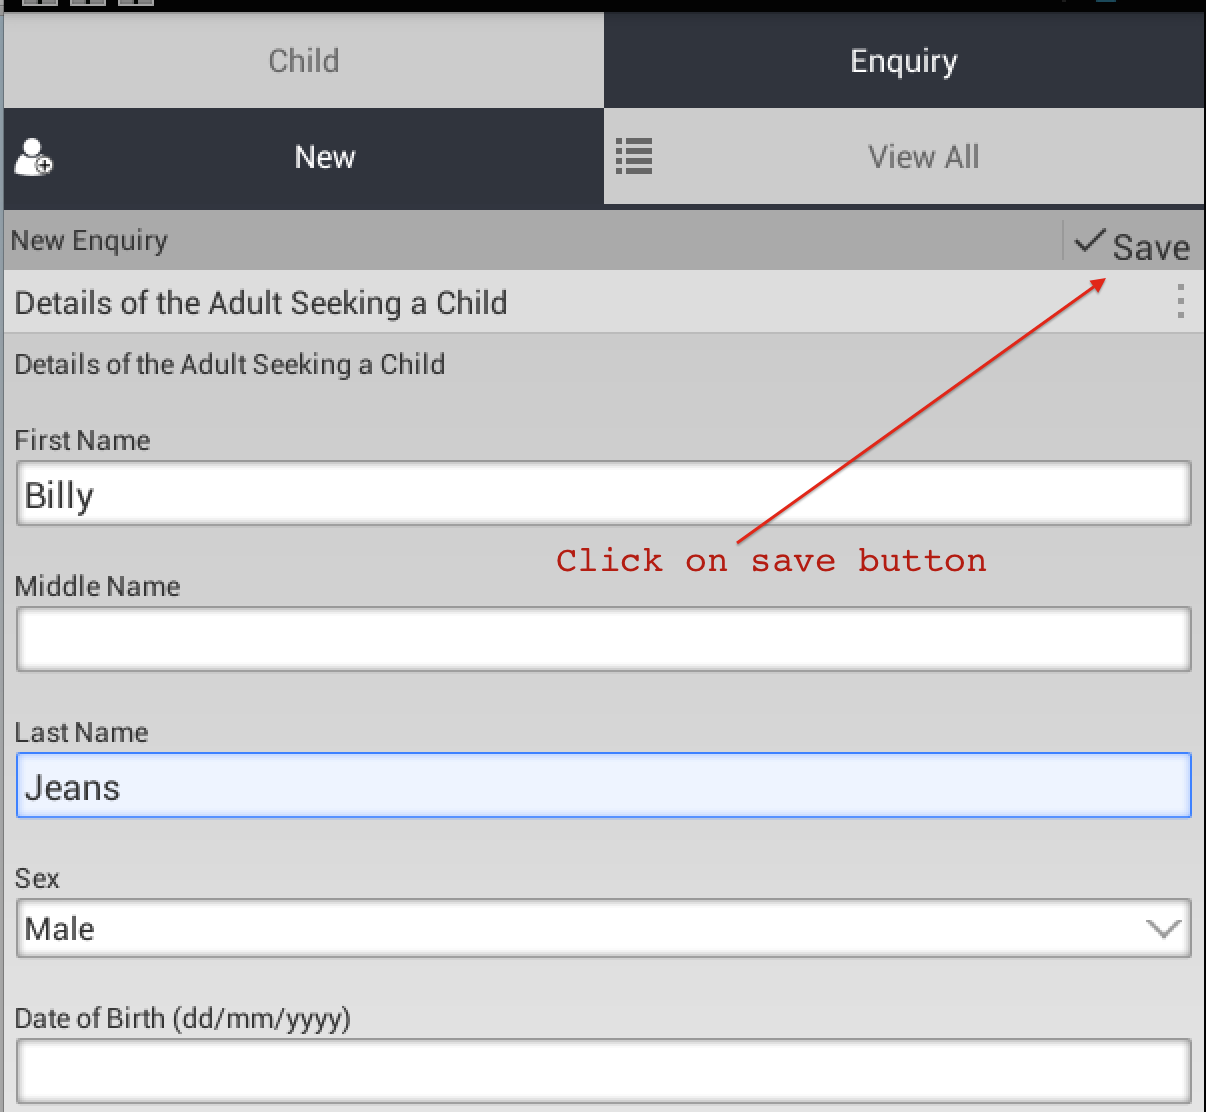 Child
Enquiry
New
View All
New Enquiry
Save
Details of the Adult Seeking a Child
Details of the Adult Seeking a Child
First Name
Billy
Click on save button
Middle Name
Last Name
Jeans
Sex
Male
Date of Birth (dd/mm/yyyy)